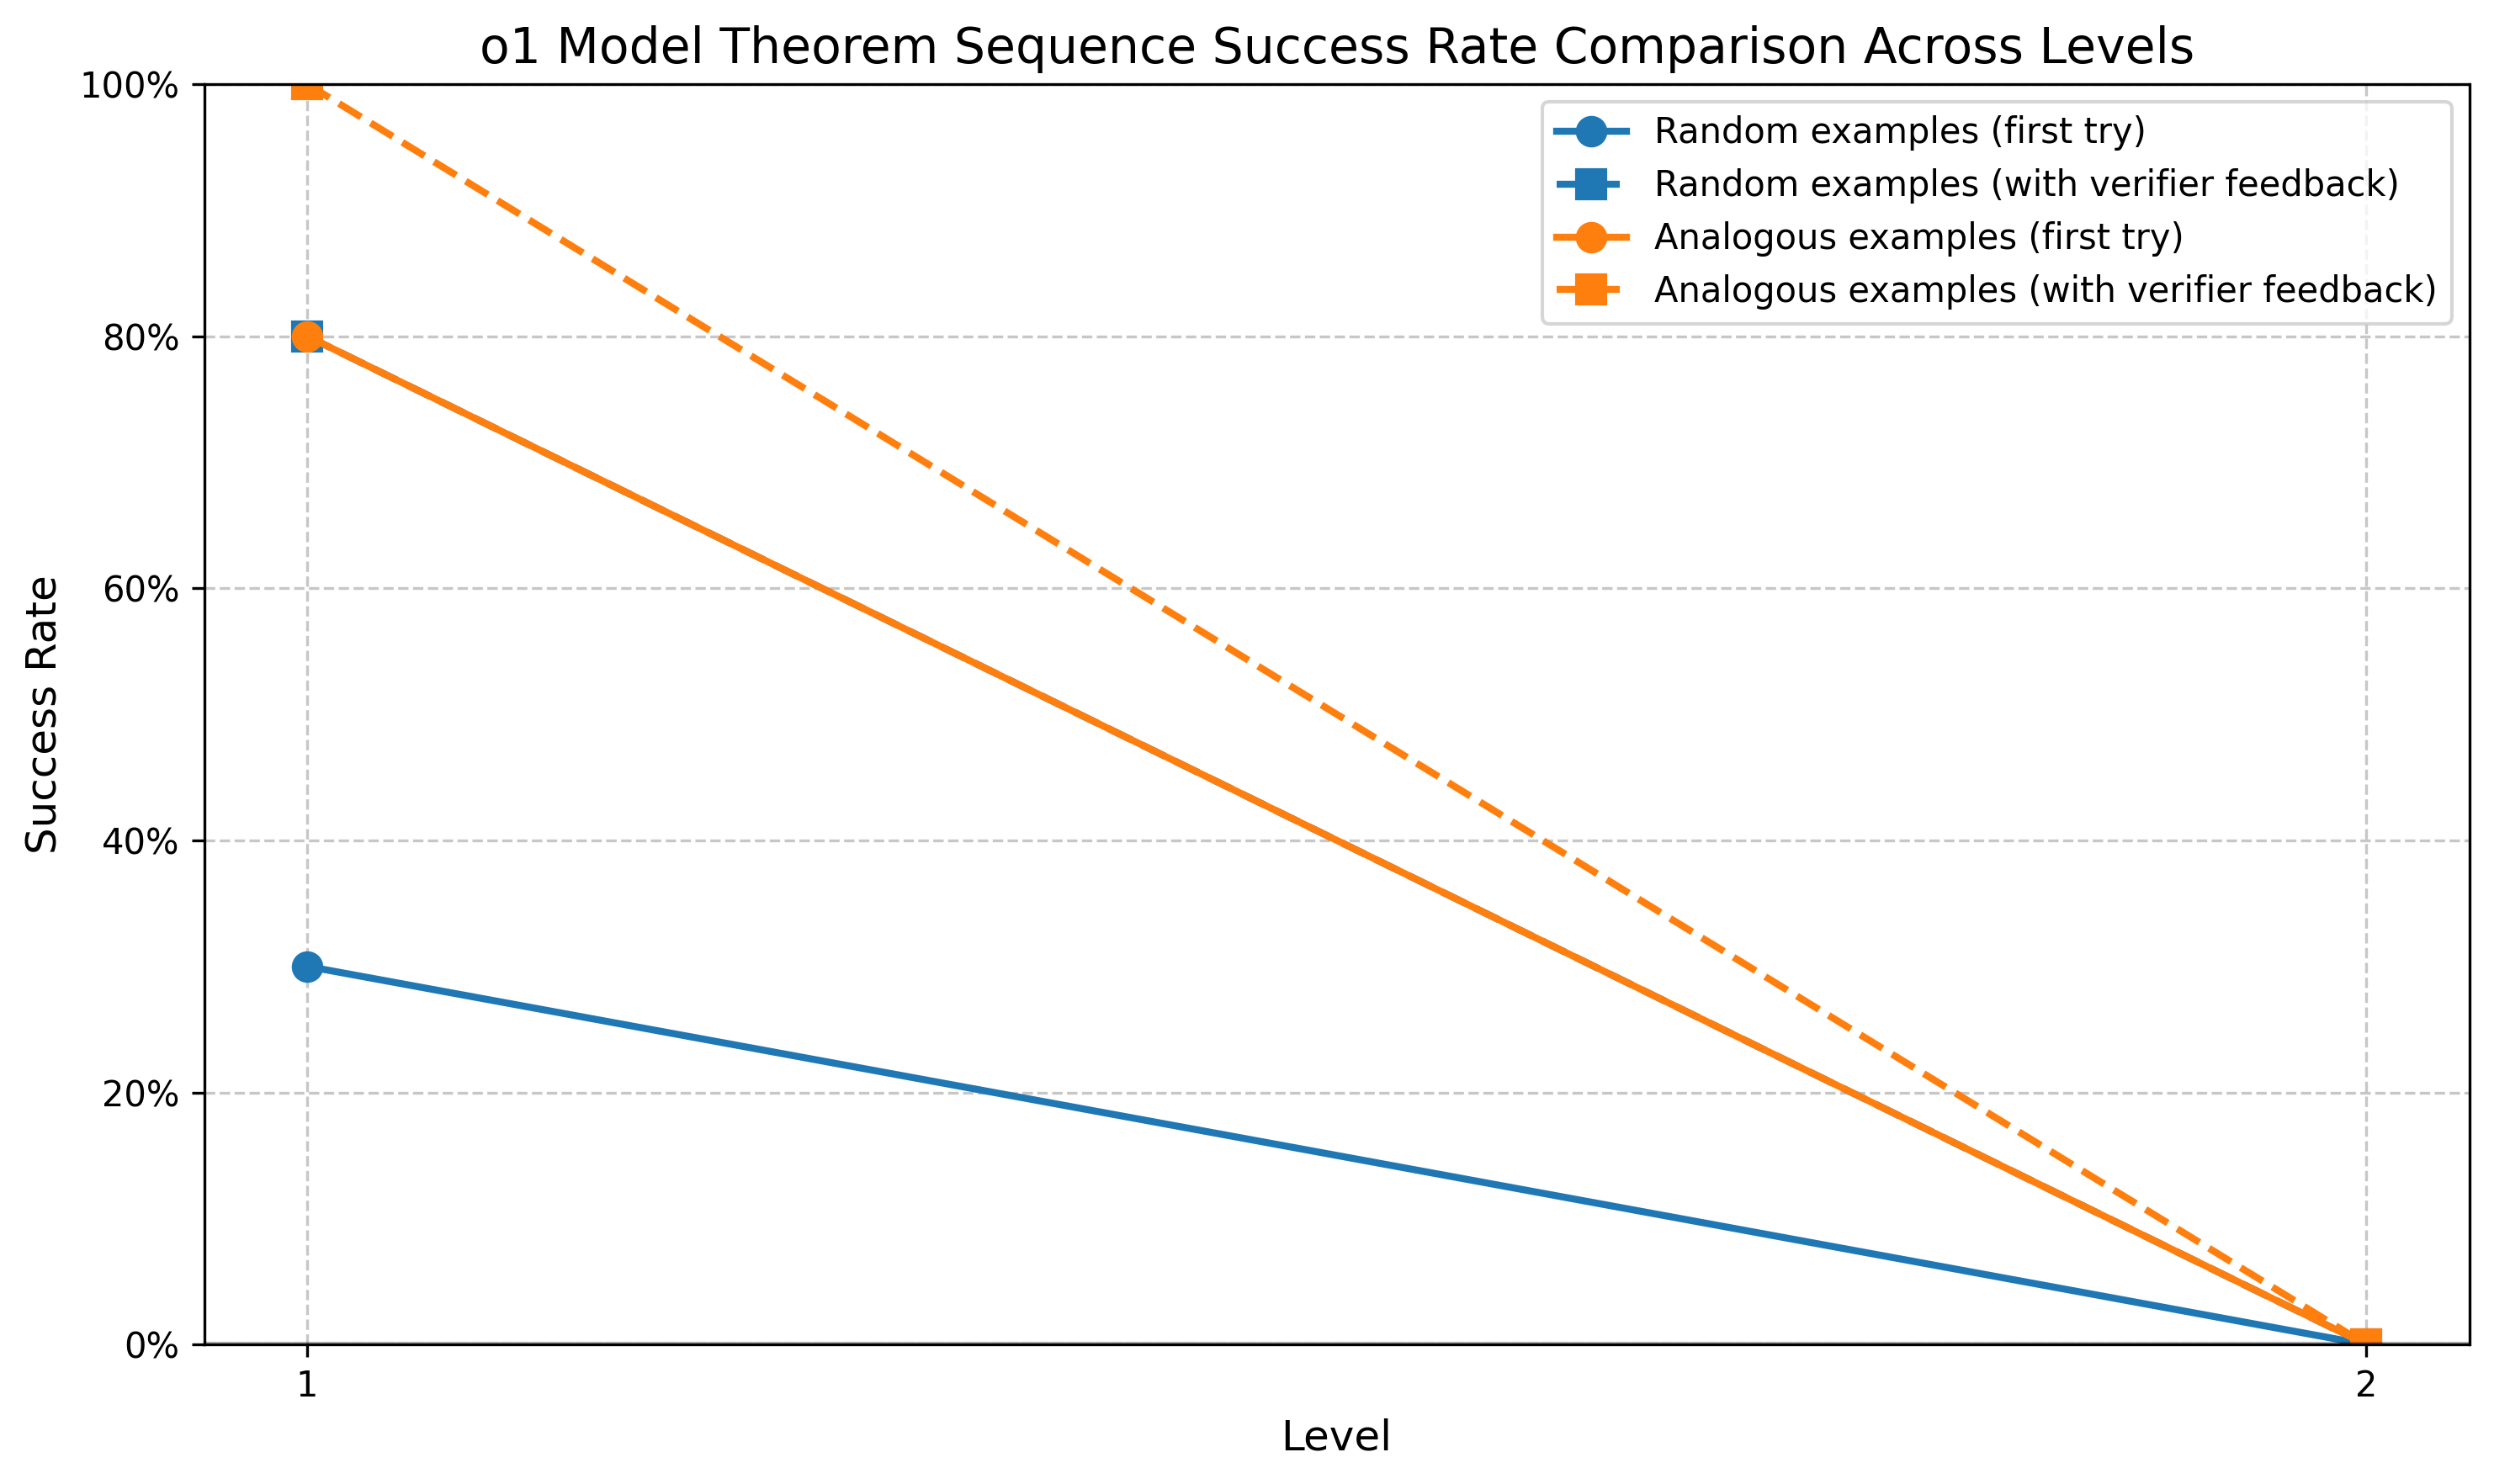 o1 Model Theorem Sequence Success Rate Comparison Across Levels
100%
80%
60%
40%
20%
0%
Success Rate
Random examples (first try)
Random examples (with verifier feedback)
Analogous examples (first try)
Analogous examples (with verifier feedback)
1
2
Level